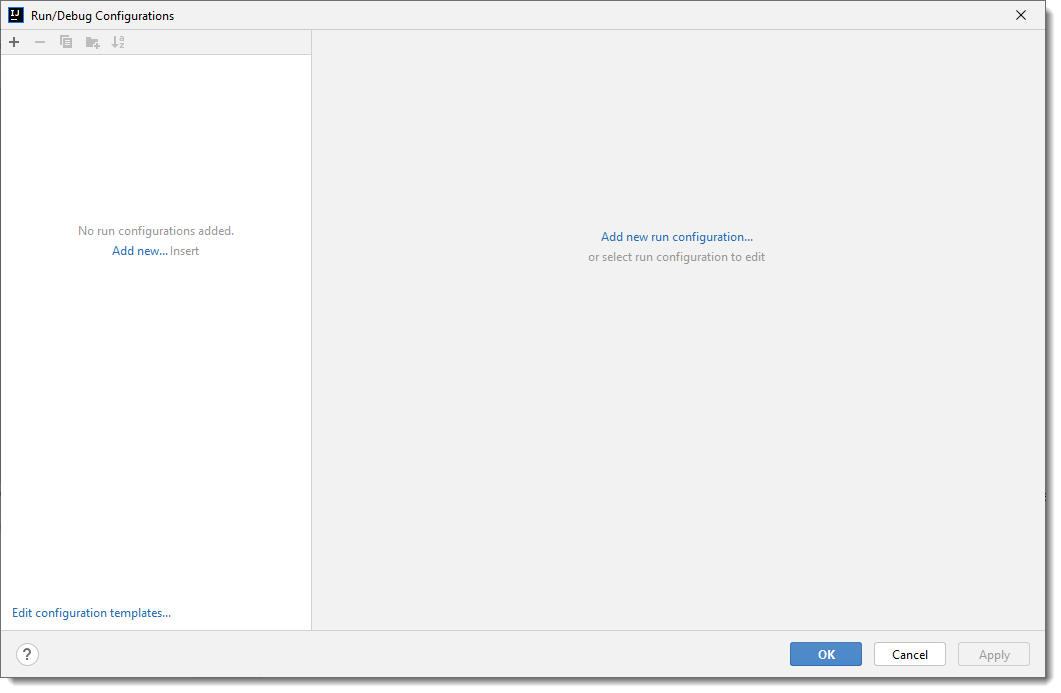 IJ
Run/Debug Configurations
a
z
No run configurations added.
Add new... Insert
Add new run configuration...
or select run configuration to edit
Edit configuration templates...
?
OK
Cancel
Apply